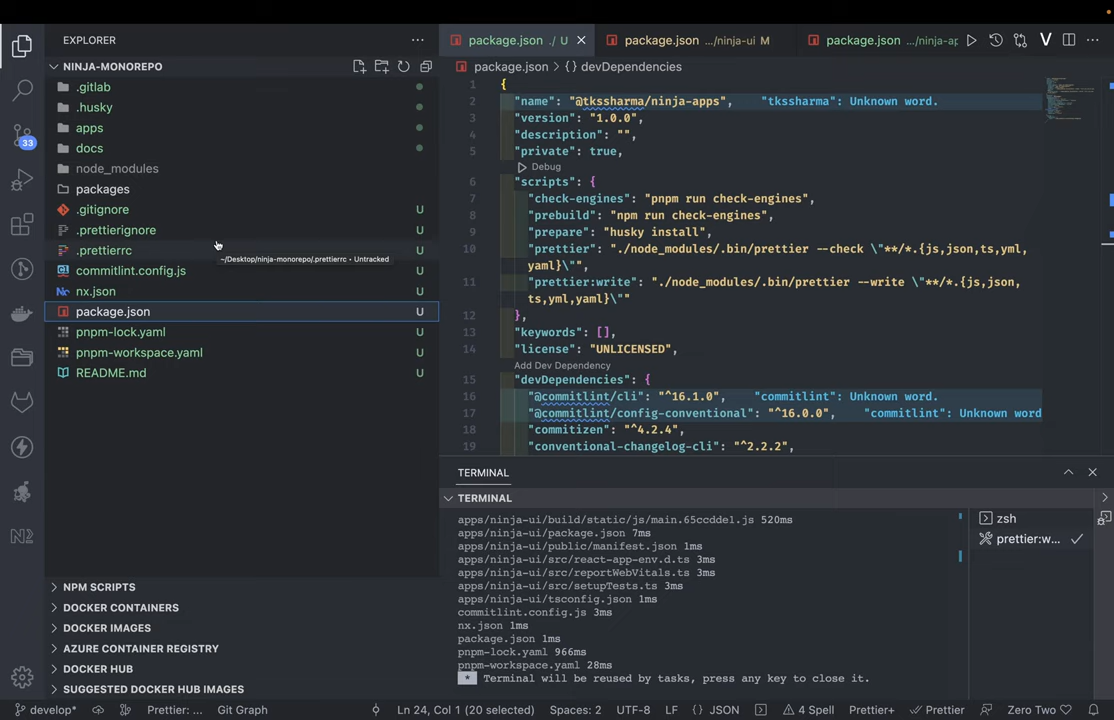 EXPLORER
NINJA-MONOREPO
.gitlab
.husky
apps
docs
node_modules
packages
.gitignore U
.prettierignore U
.prettierrc U
~/Desktop/ninja-monorepo/.prettierrc • Untracked
commitlint.config.js U
nx.json U
package.json U
pnpm-lock.yaml U
pnpm-workspace.yaml U
README.md U
NPM SCRIPTS
DOCKER CONTAINERS
DOCKER IMAGES
AZURE CONTAINER REGISTRY
DOCKER HUB
SUGGESTED DOCKER HUB IMAGES
33
package.json ./ U
package.json .../ninja-ui M
package.json .../ninja-ap
package.json > {} devDependencies
1 {
2 "name": "@tkssharma/ninja-apps", "tkssharma": Unknown word.
3 "version": "1.0.0",
4 "description": "",
5 "private": true,
Debug
6 "scripts": {
7 "check-engines": "pnpm run check-engines",
8 "prebuild": "npm run check-engines",
9 "prepare": "husky install",
10 "prettier": "./node_modules/.bin/prettier --check \"**/*.{js,json,ts,yml,
yaml}\"",
11 "prettier:write": "./node_modules/.bin/prettier --write \"**/*.{js,json,
ts,yml,yaml}\""
12 },
13 "keywords": [],
14 "license": "UNLICENSED",
Add Dev Dependency
15 "devDependencies": {
16 "@commitlint/cli": "^16.1.0", "commitlint": Unknown word.
17 "@commitlint/config-conventional": "^16.0.0", "commitlint": Unknown word
18 "commitizen": "^4.2.4",
19 "conventional-changelog-cli": "^2.2.2",
TERMINAL
TERMINAL
apps/ninja-ui/build/static/js/main.65ccdde1.js 520ms
apps/ninja-ui/package.json 7ms
apps/ninja-ui/public/manifest.json 1ms
apps/ninja-ui/src/react-app-env.d.ts 3ms
apps/ninja-ui/src/reportWebVitals.ts 3ms
apps/ninja-ui/src/setupTests.ts 3ms
apps/ninja-ui/tsconfig.json 1ms
commitlint.config.js 3ms
nx.json 1ms
package.json 1ms
pnpm-lock.yaml 966ms
pnpm-workspace.yaml 28ms
* Terminal will be reused by tasks, press any key to close it.
zsh
prettier:w...
develop* Prettier: ... Git Graph Ln 24, Col 1 (20 selected) Spaces: 2 UTF-8 LF {} JSON 4 Spell Prettier+ Prettier Zero Two